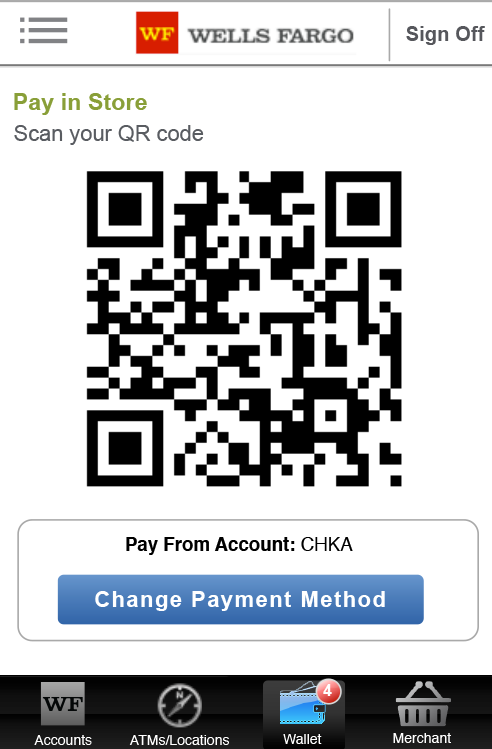 WF WELLS FARGO
Sign Off
Pay in Store
Scan your QR code
Pay From Account: CHKA
Change Payment Method
WF
4
Accounts
ATMs/Locations
Wallet
Merchant